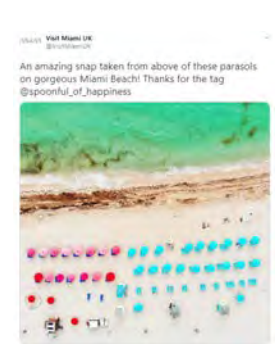 Visit Miami UK
@VisitMiamiUK
An amazing snap taken from above of these parasols
on gorgeous Miami Beach! Thanks for the tag
@spoonful_of_happiness